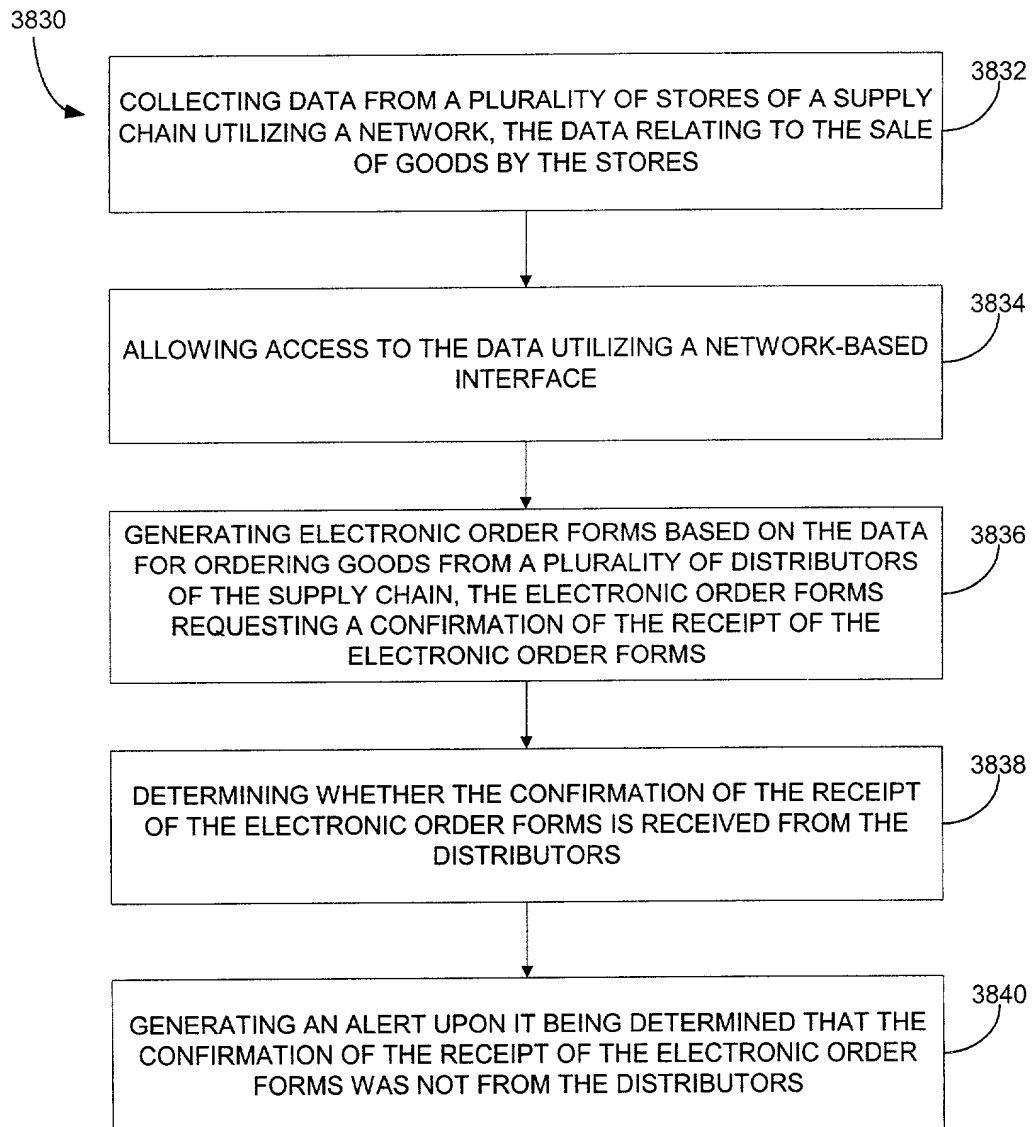 3830
3832
COLLECTING DATA FROM A PLURALITY OF STORES OF A SUPPLY
CHAIN UTILIZING A NETWORK, THE DATA RELATING TO THE SALE
OF GOODS BY THE STORES
3834
ALLOWING ACCESS TO THE DATA UTILIZING A NETWORK-BASED
INTERFACE
3836
GENERATING ELECTRONIC ORDER FORMS BASED ON THE DATA
FOR ORDERING GOODS FROM A PLURALITY OF DISTRIBUTORS
OF THE SUPPLY CHAIN, THE ELECTRONIC ORDER FORMS
REQUESTING A CONFIRMATION OF THE RECEIPT OF THE
ELECTRONIC ORDER FORMS
3838
DETERMINING WHETHER THE CONFIRMATION OF THE RECEIPT
OF THE ELECTRONIC ORDER FORMS IS RECEIVED FROM THE
DISTRIBUTORS
3840
GENERATING AN ALERT UPON IT BEING DETERMINED THAT THE
CONFIRMATION OF THE RECEIPT OF THE ELECTRONIC ORDER
FORMS WAS NOT FROM THE DISTRIBUTORS